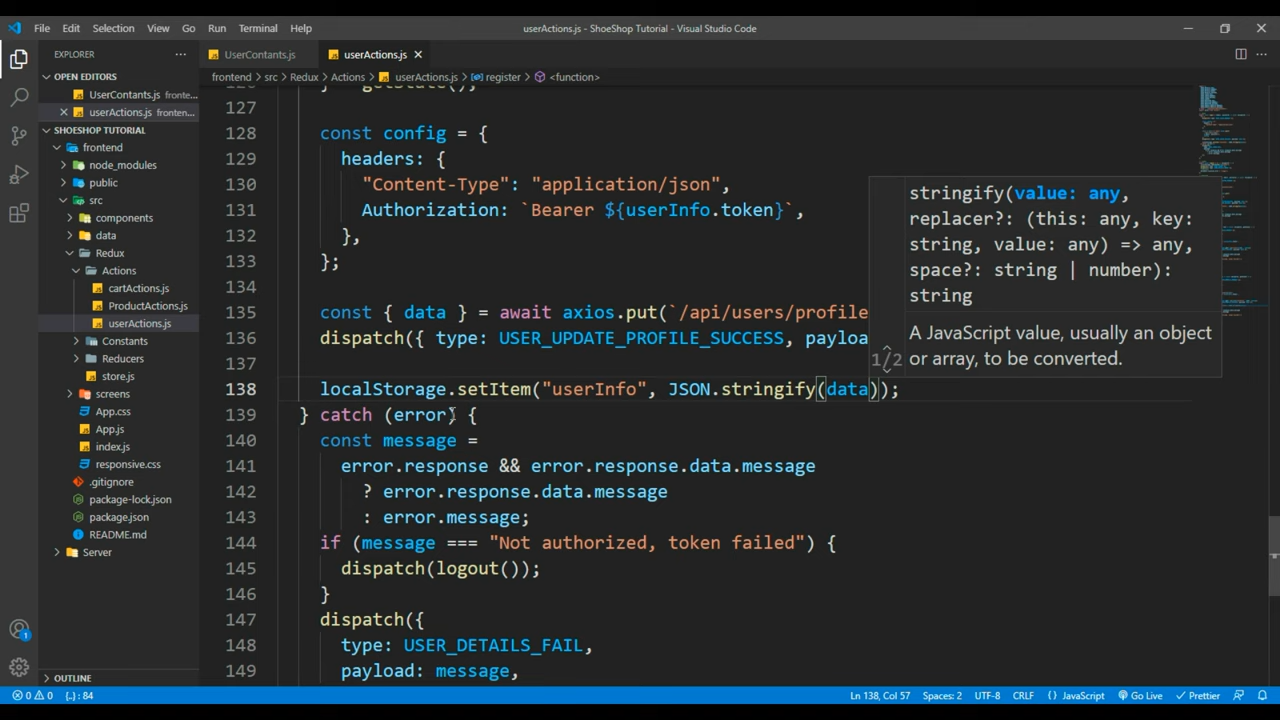 File Edit Selection View Go Run Terminal Help
userActions.js - ShoeShop Tutorial - Visual Studio Code
EXPLORER
OPEN EDITORS
UserContants.js fronte...
userActions.js fronten...
SHOESHOP TUTORIAL
frontend
node_modules
public
src
components
data
Redux
Actions
cartActions.js
ProductActions.js
userActions.js
Constants
Reducers
store.js
screens
App.css
App.js
index.js
responsive.css
.gitignore
package-lock.json
package.json
README.md
Server
OUTLINE
UserContants.js userActions.js
frontend > src > Redux > Actions > userActions.js > register > <function>
127
128 const config = {
129 headers: {
130 "Content-Type": "application/json",
131 Authorization: `Bearer ${userInfo.token}`,
132 },
133 };
134
135 const { data } = await axios.put(`/api/users/profile
136 dispatch({ type: USER_UPDATE_PROFILE_SUCCESS, payloa
137
138 localStorage.setItem("userInfo", JSON.stringify(data));
139 } catch (error) {
140 const message =
141 error.response && error.response.data.message
142 ? error.response.data.message
143 : error.message;
144 if (message === "Not authorized, token failed") {
145 dispatch(logout());
146 }
147 dispatch({
148 type: USER_DETAILS_FAIL,
149 payload: message,
stringify(value: any,
replacer?: (this: any, key:
string, value: any) => any,
space?: string | number):
string
A JavaScript value, usually an object
or array, to be converted.
1/2
0 0 {..} : 84
Ln 138, Col 57 Spaces: 2 UTF-8 CRLF {} JavaScript Go Live Prettier